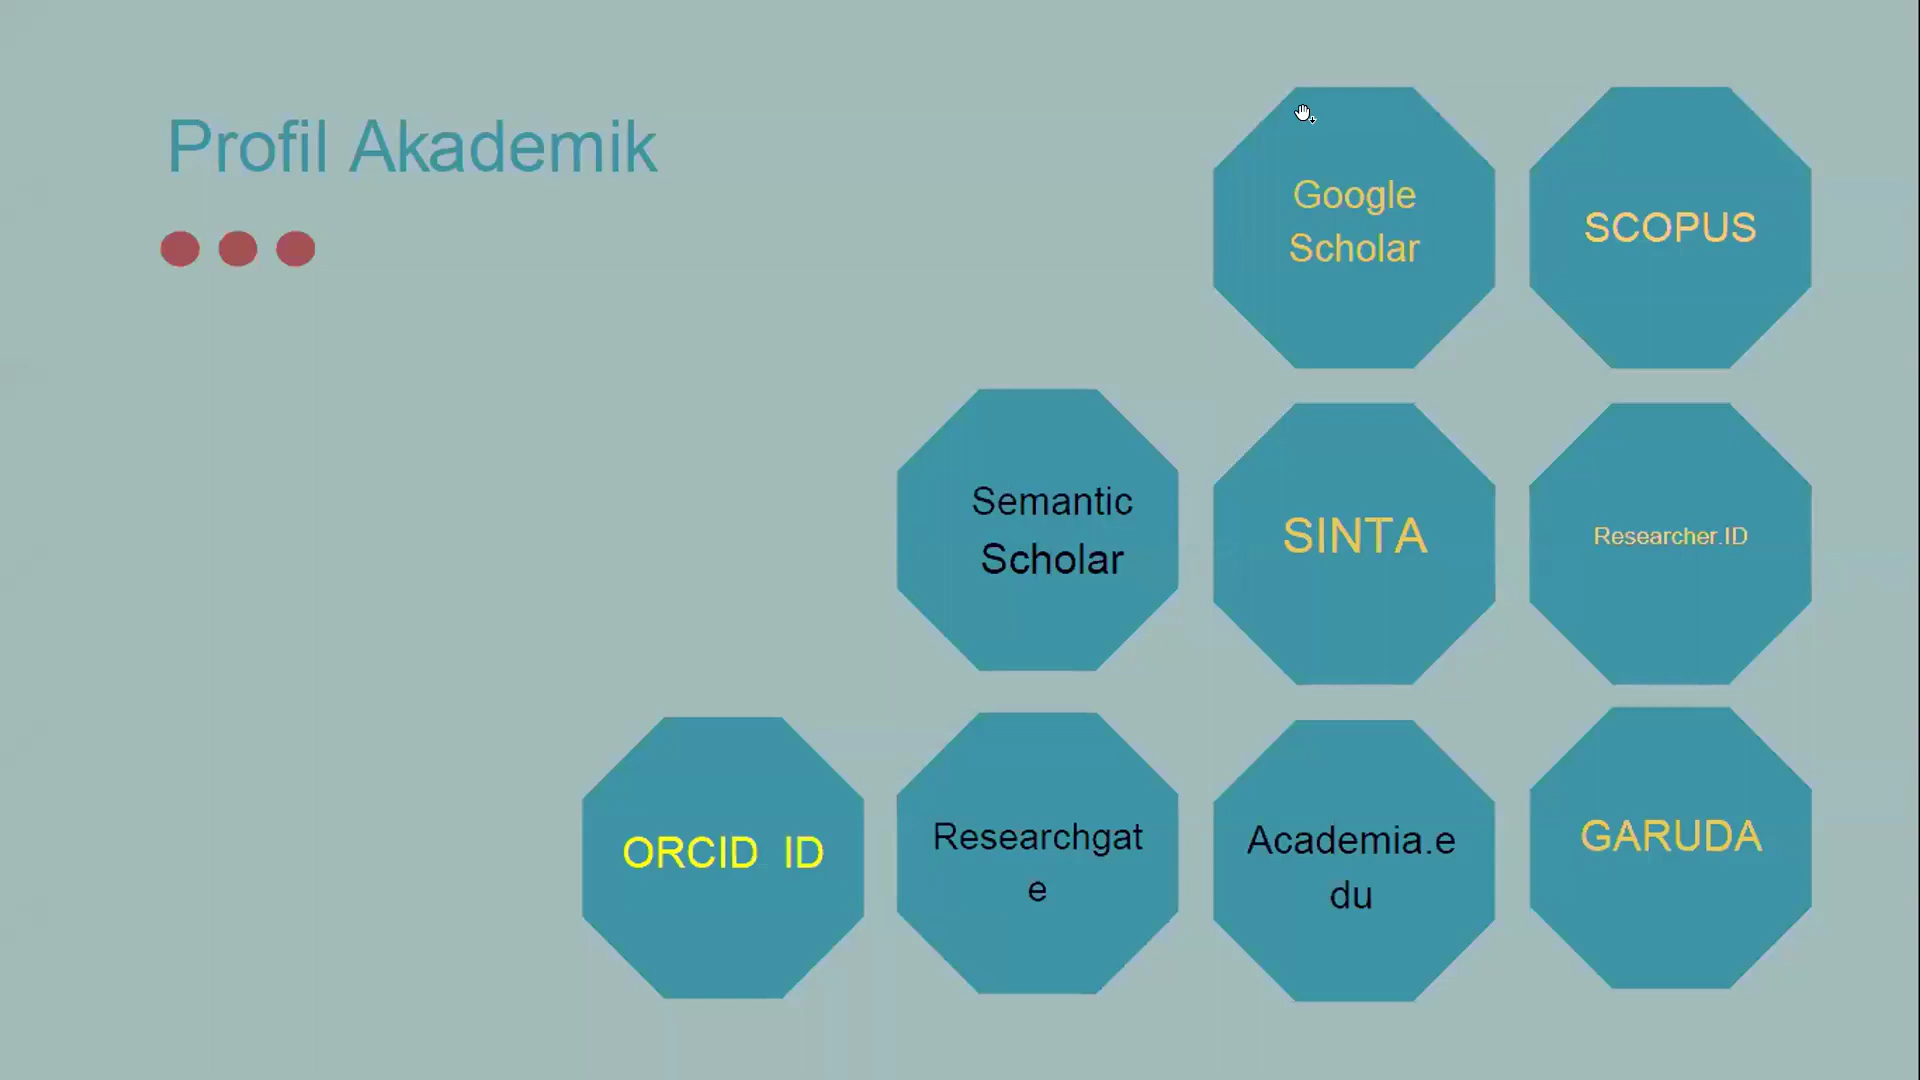 Profil Akademik
Google
Scholar
SCOPUS
Semantic
Scholar
SINTA
Researcher.ID
ORCID ID
Researchgat
e
Academia.e
du
GARUDA